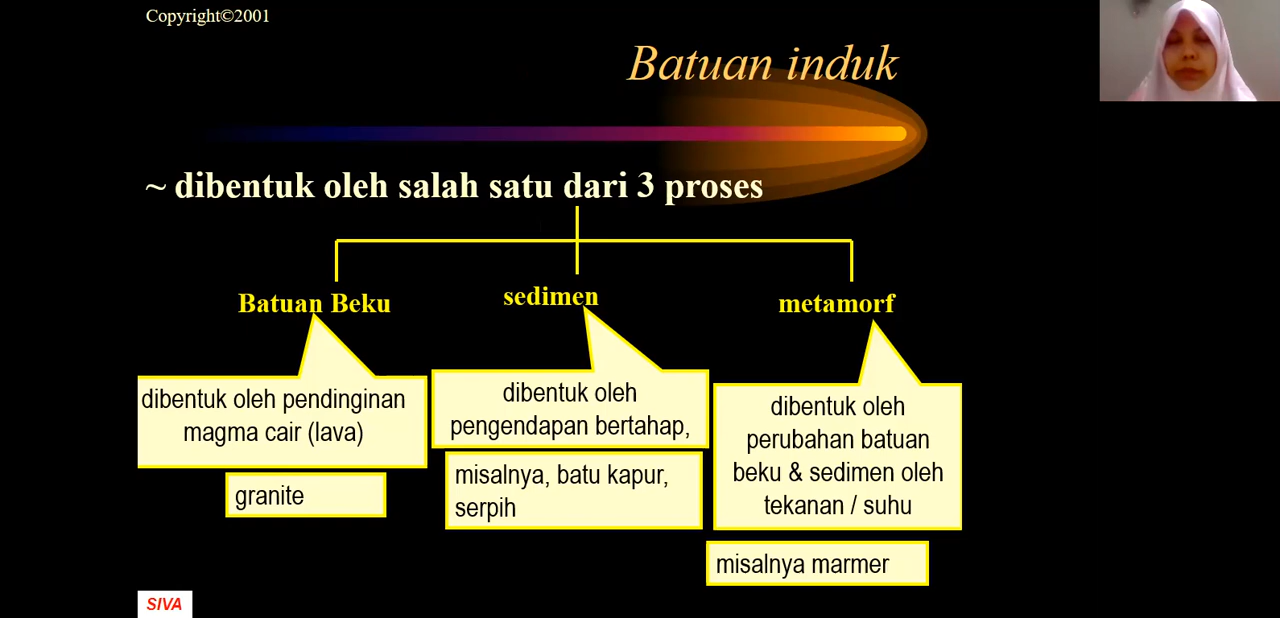 Copyright©2001
Batuan induk
~ dibentuk oleh salah satu dari 3 proses
Batuan Beku
sedimen
metamorf
dibentuk oleh pendinginan
magma cair (lava)
granite
dibentuk oleh
pengendapan bertahap,
misalnya, batu kapur,
serpih
dibentuk oleh
perubahan batuan
beku & sedimen oleh
tekanan / suhu
misalnya marmer
SIVA